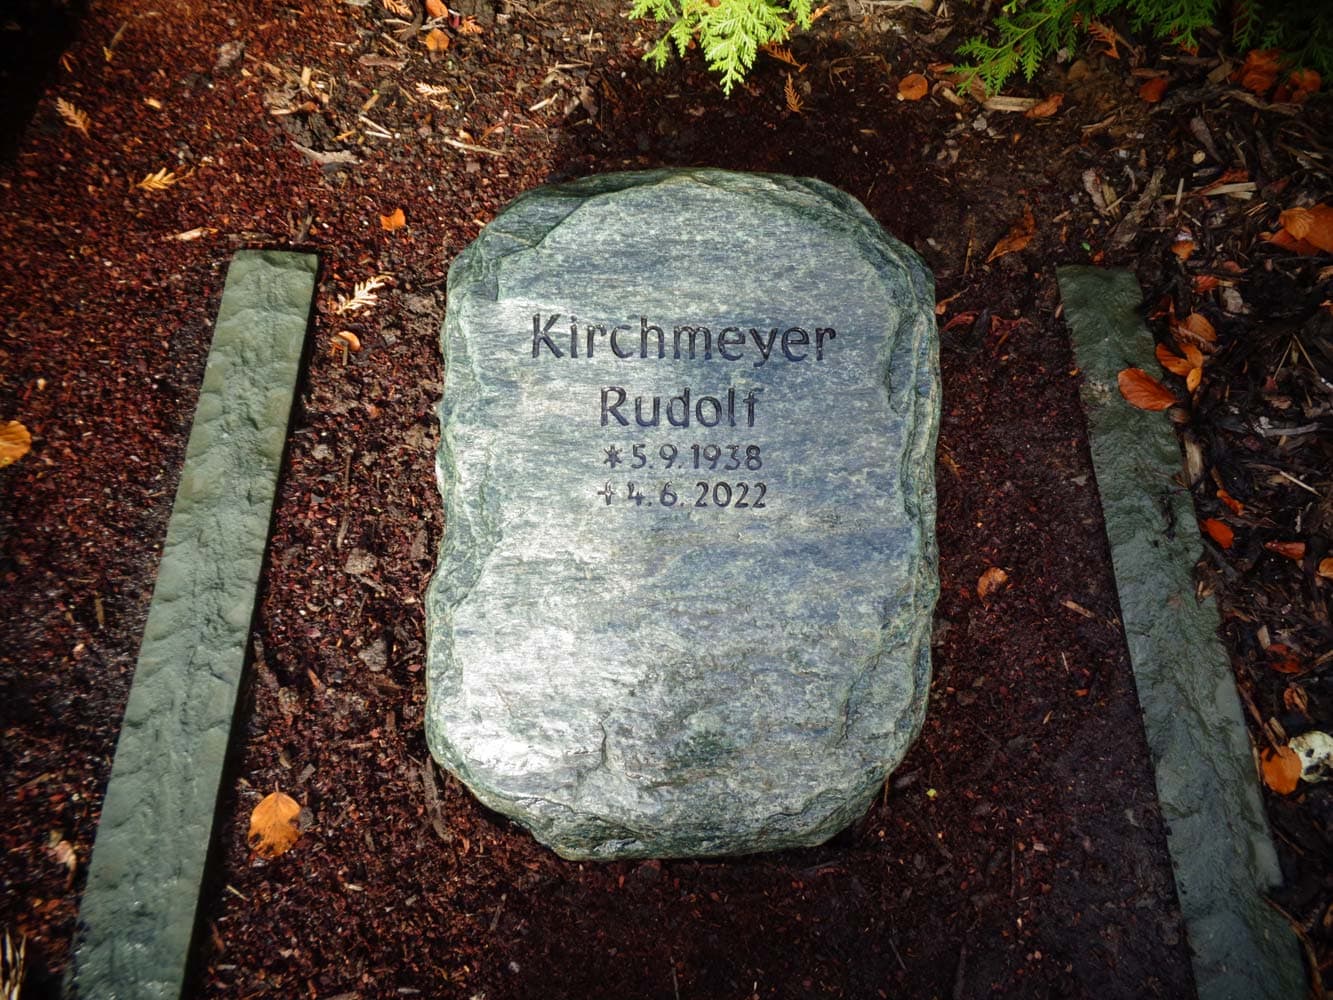 Kirchmeyer
Rudolf
* 5. 9. 1938
† 4. 6. 2022